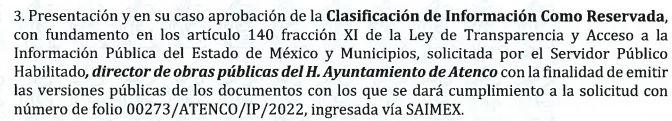 3. Presentación y en su caso aprobación de la Clasificación de Información Como Reservada,
con fundamento en los artículo 140 fracción XI de la Ley de Transparencia y Acceso a la
Información Pública del Estado de México y Municipios, solicitada por el Servidor Público
Habilitado, director de obras públicas del H. Ayuntamiento de Atenco con la finalidad de emitir
las versiones públicas de los documentos con los que se dará cumplimiento a la solicitud con
número de folio 00273/ATENCO/IP/2022, ingresada vía SAIMEX.